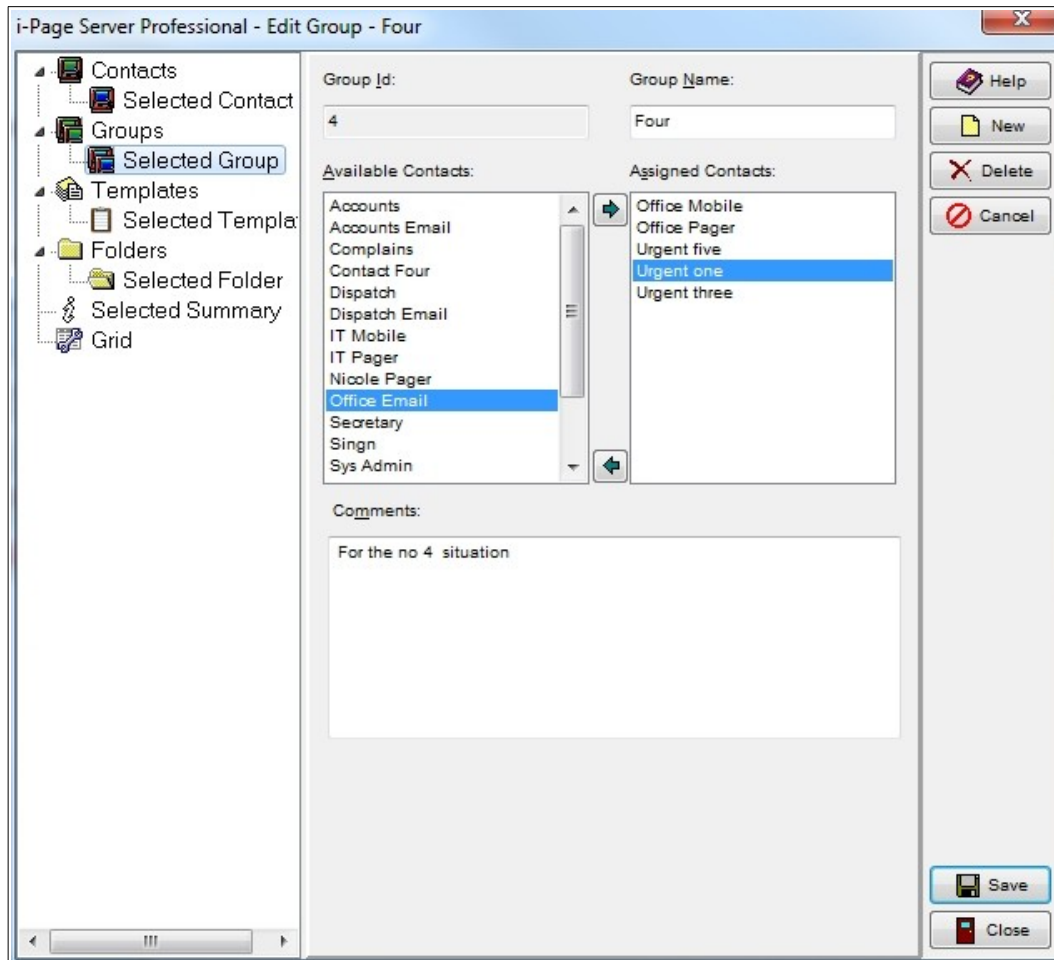 i-Page Server Professional - Edit Group - Four
X
Contacts
Selected Contact
Groups
Selected Group
Templates
Selected Templa
Folders
Selected Folder
Selected Summary
Grid
Group Id:
4
Group Name:
Four
Available Contacts:
Accounts
Accounts Email
Complains
Contact Four
Dispatch
Dispatch Email
IT Mobile
IT Pager
Nicole Pager
Office Email
Secretary
Singn
Sys Admin
Assigned Contacts:
Office Mobile
Office Pager
Urgent five
Urgent one
Urgent three
Comments:
For the no 4  situation
Help
New
Delete
Cancel
Save
Close